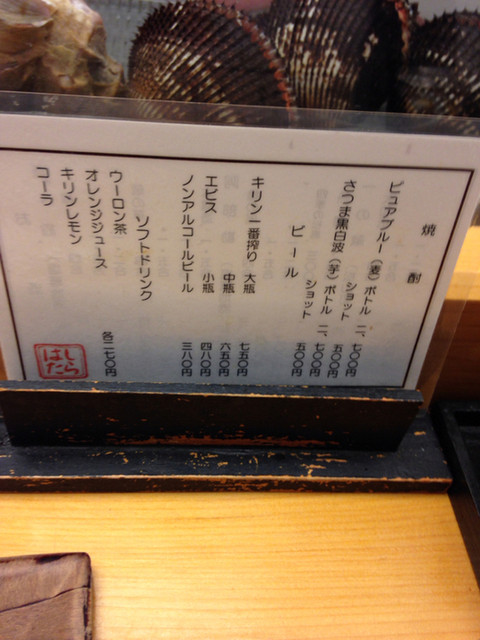 焼酎
ピュアブルー（麦）ボトル 二、七〇〇円
ショット 五〇〇円
さつま黒白波（芋）ボトル 二、七〇〇円
ショット 五〇〇円
ビール
キリン一番搾り 大瓶 七五〇円
中瓶 六五〇円
エビス 小瓶 四八〇円
ノンアルコールビール 三八〇円
ソフトドリンク
ウーロン茶 各二七〇円
オレンジジュース
キリンレモン
コーラ
しらはた